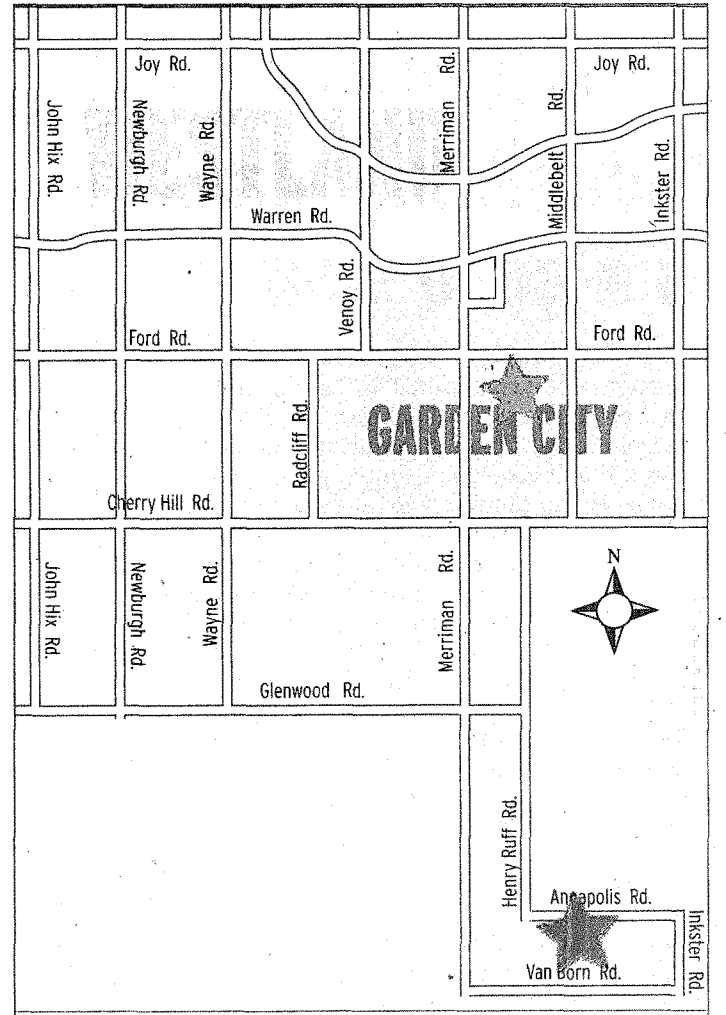 Joy Rd.
Joy Rd.
John Hix Rd.
Newburgh Rd.
Wayne Rd.
Merriman Rd.
Middlebelt Rd.
Inkster Rd.
Warren Rd.
Venoy Rd.
Ford Rd.
Ford Rd.
Radcliff Rd.
GARDEN CITY
Cherry Hill Rd.
N
John Hix Rd.
Newburgh Rd.
Wayne Rd.
Merriman Rd.
Glenwood Rd.
Henry Ruff Rd.
Annapolis Rd.
Inkster Rd.
Van Born Rd.